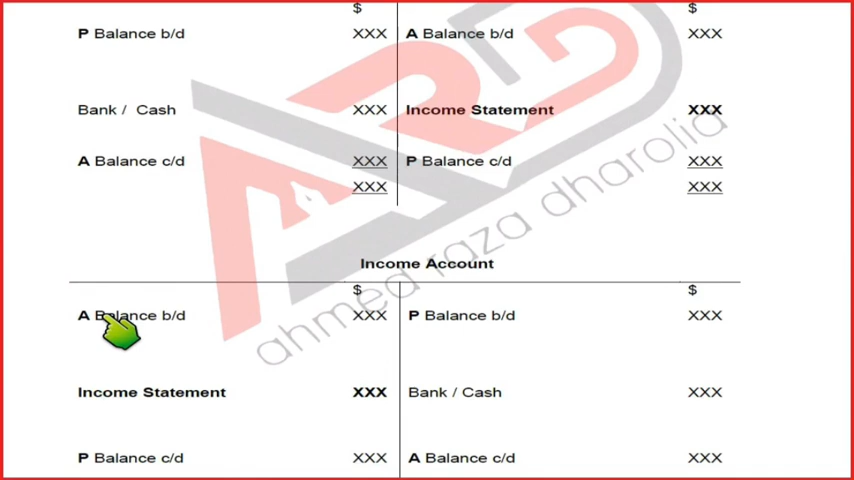 $ $
P Balance b/d XXX A Balance b/d XXX
Bank / Cash XXX Income Statement XXX
A Balance c/d XXX P Balance c/d XXX
XXX XXX
Income Account
$ $
A Balance b/d XXX P Balance b/d XXX
Income Statement XXX Bank / Cash XXX
P Balance c/d XXX A Balance c/d XXX
ARD
ahmed raza dharolia